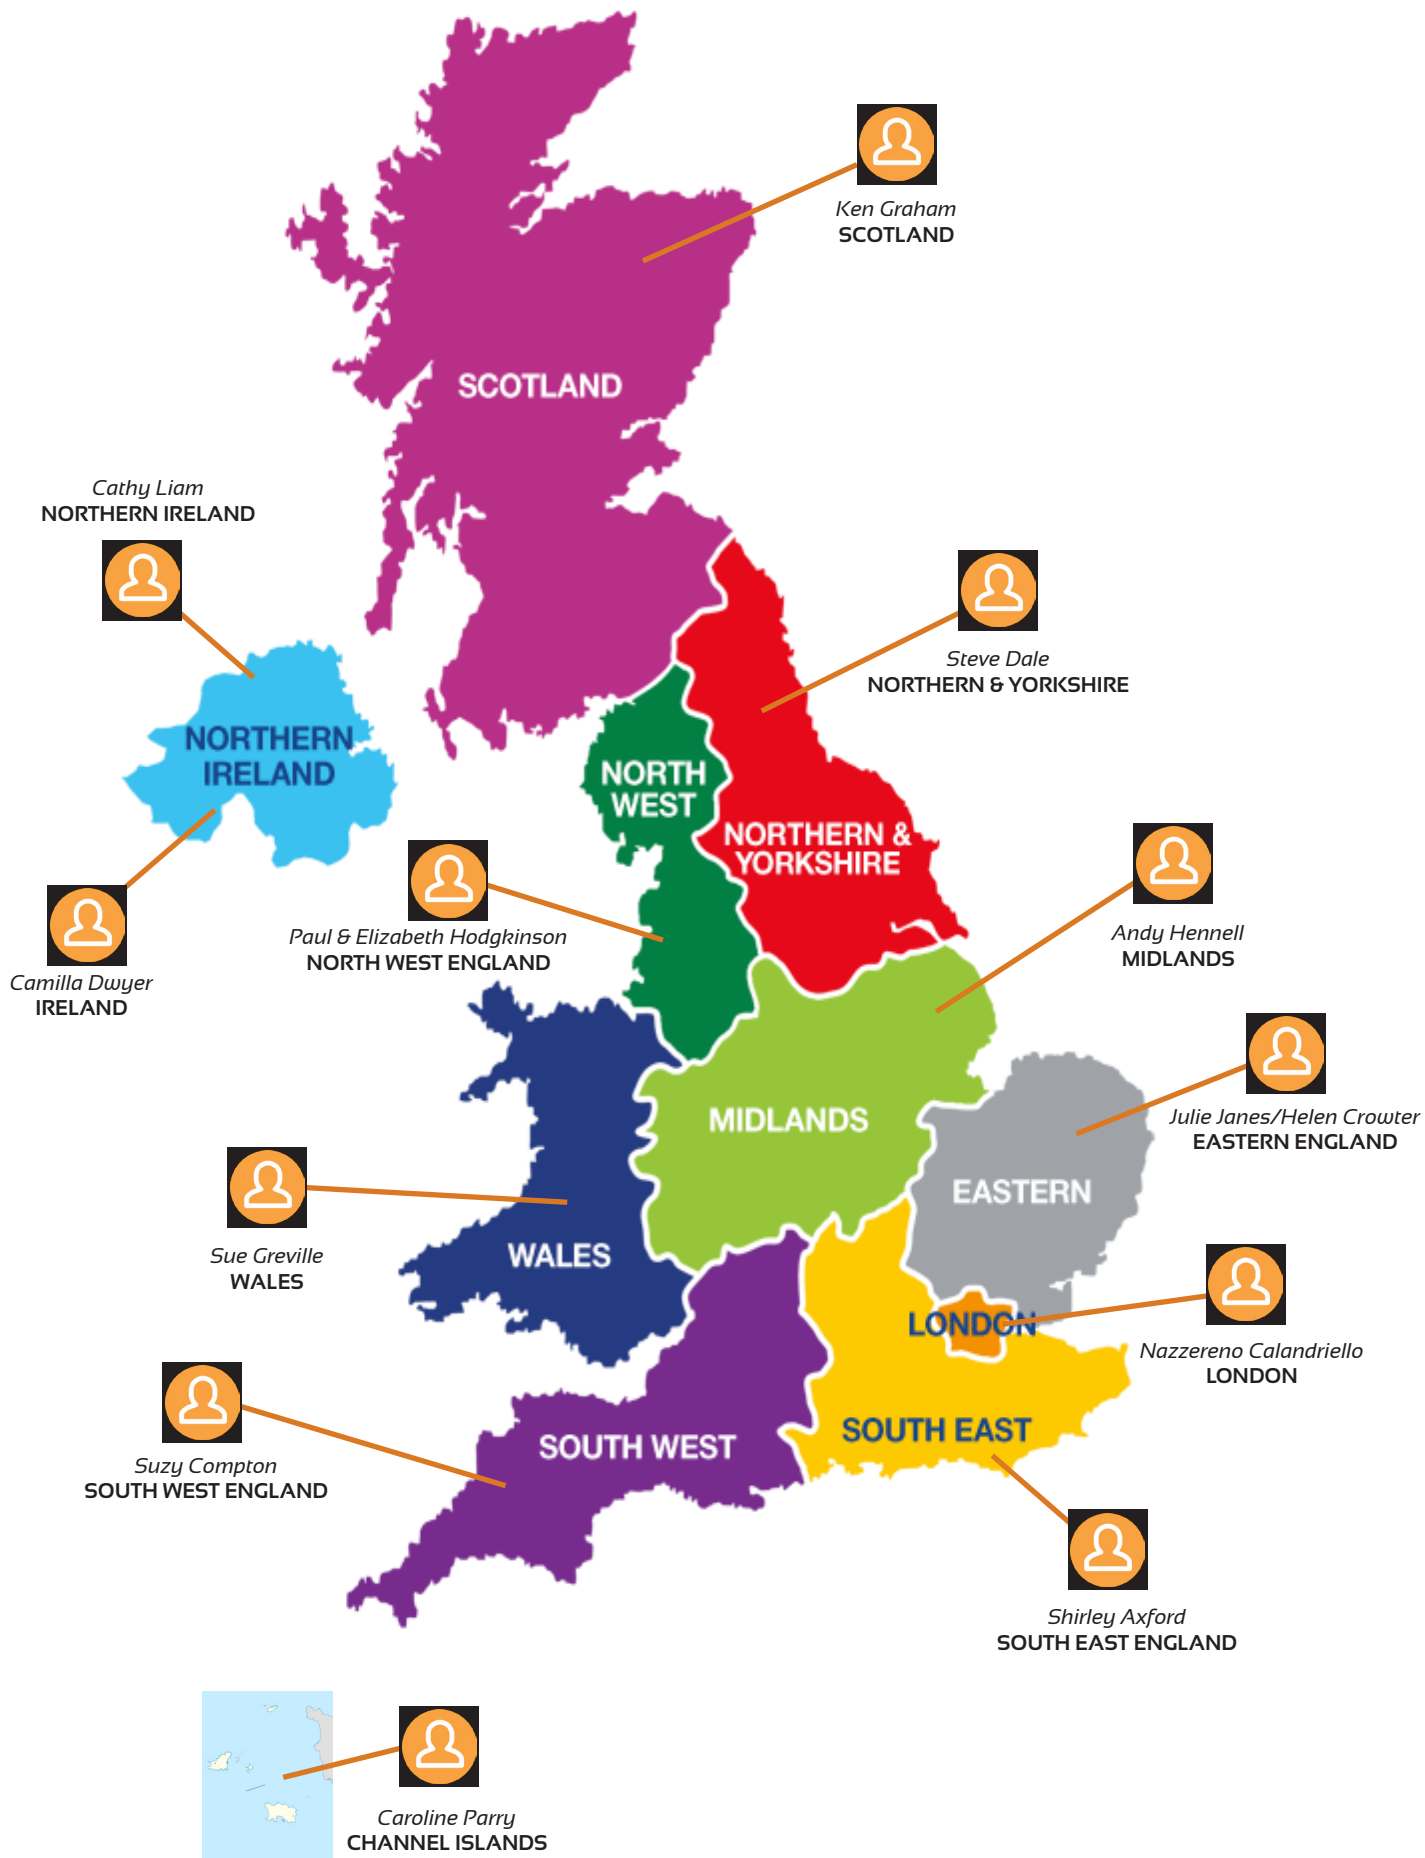 Ken Graham
SCOTLAND
SCOTLAND
Cathy Liam
NORTHERN IRELAND
Steve Dale
NORTHERN & YORKSHIRE
NORTHERN
IRELAND
NORTH
WEST
NORTHERN &
YORKSHIRE
Andy Hennell
MIDLANDS
Paul & Elizabeth Hodgkinson
NORTH WEST ENGLAND
Camilla Dwyer
IRELAND
Julie Janes/Helen Crowter
EASTERN ENGLAND
MIDLANDS
EASTERN
Sue Greville
WALES
WALES
LONDON
Nazzereno Calandriello
LONDON
SOUTH EAST
SOUTH WEST
Suzy Compton
SOUTH WEST ENGLAND
Shirley Axford
SOUTH EAST ENGLAND
Caroline Parry
CHANNEL ISLANDS